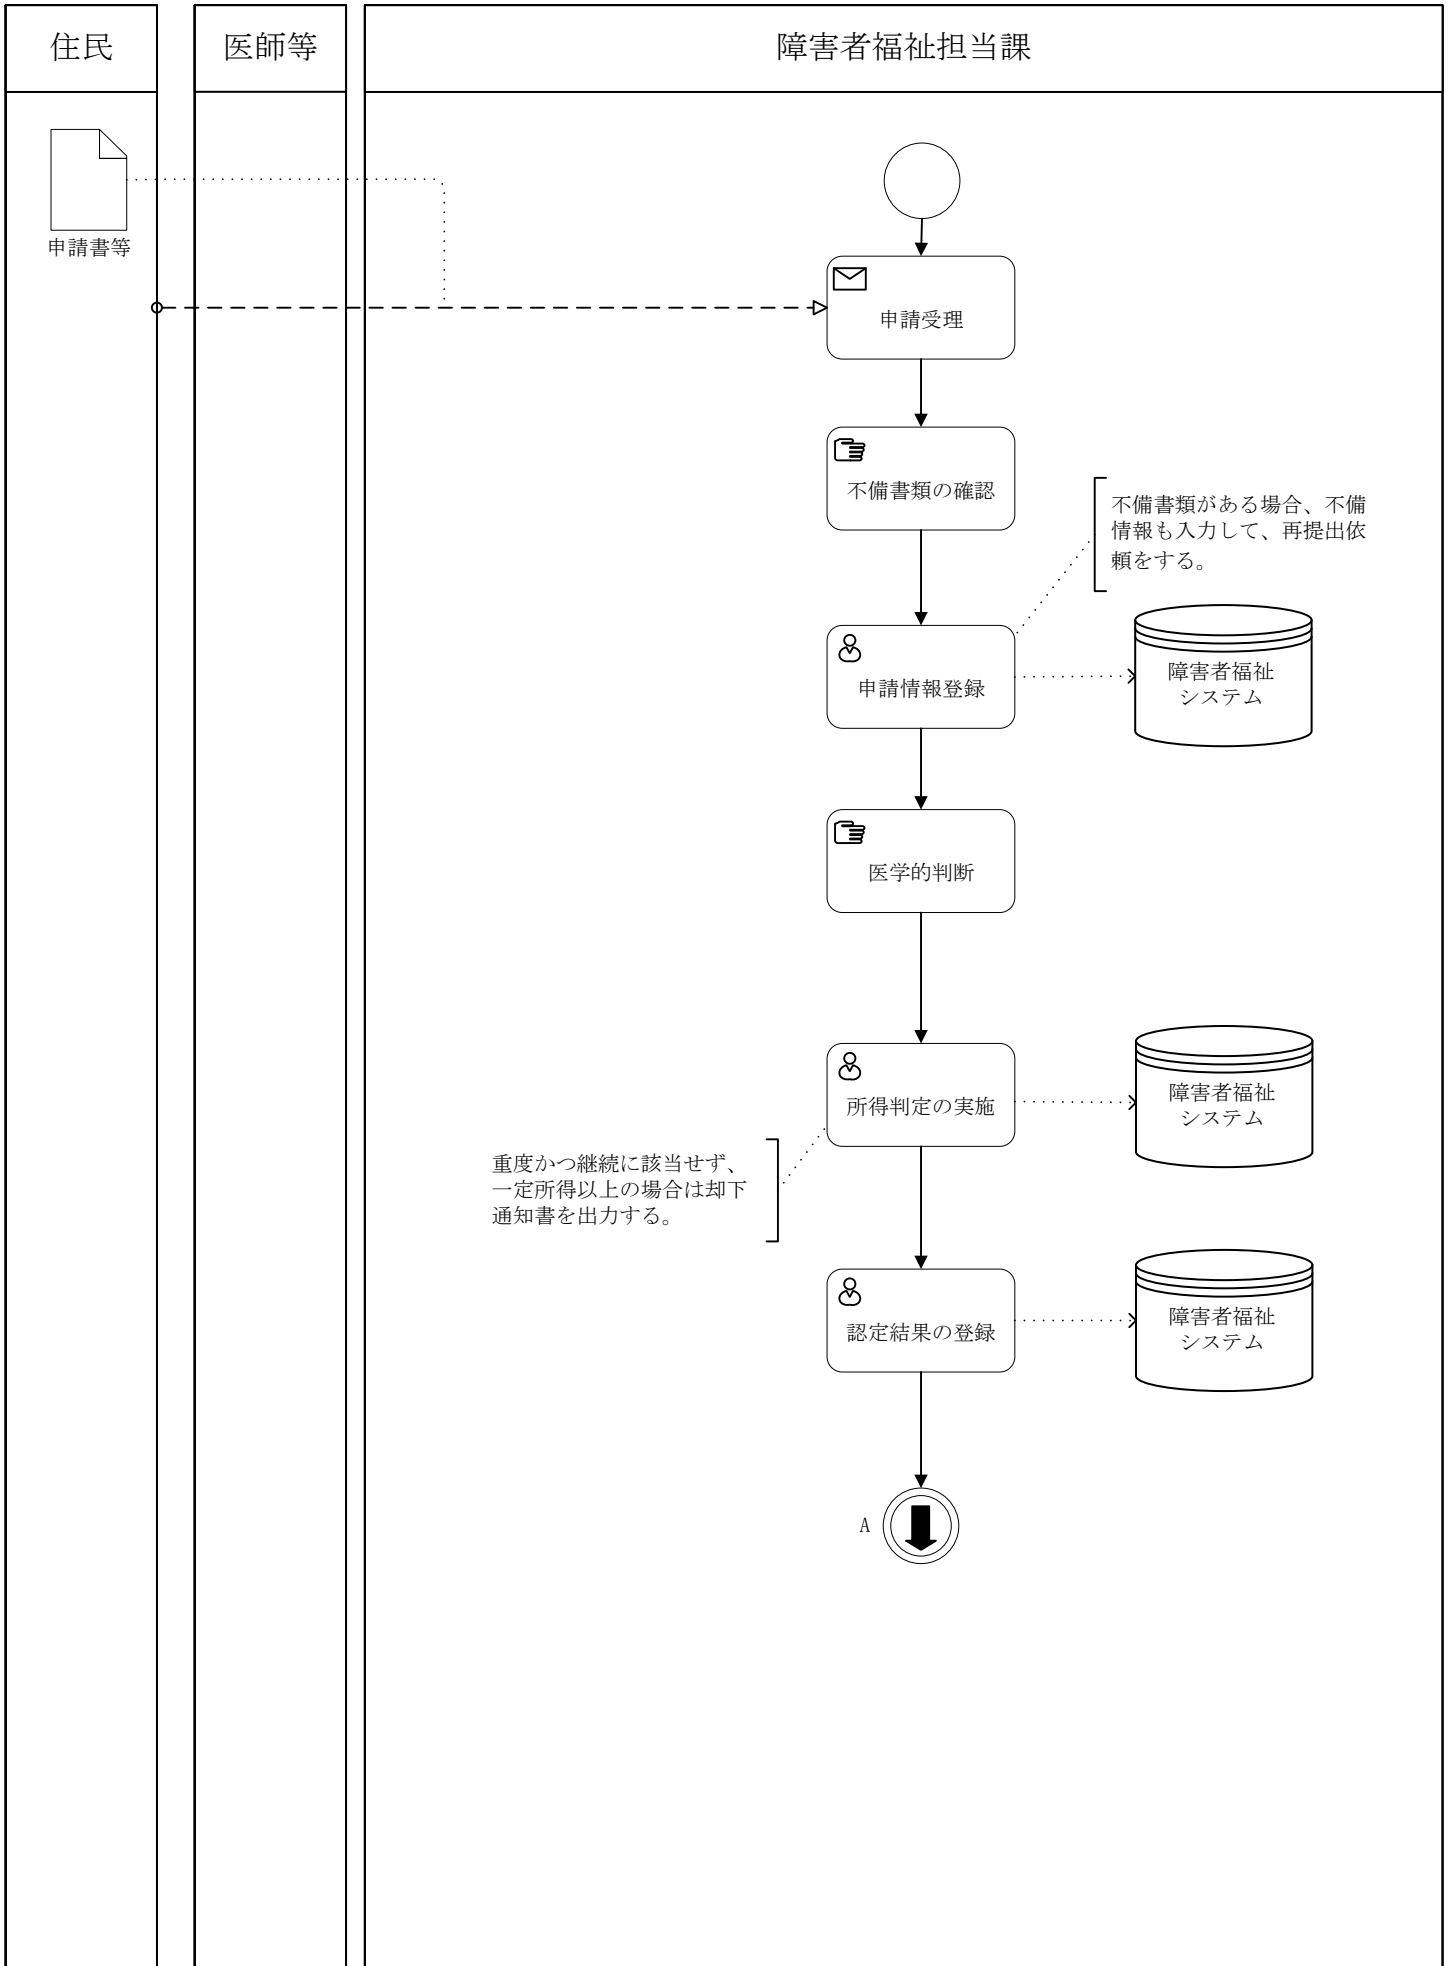 住民
医師等
障害者福祉担当課
申請書等
申請受理
不備書類の確認
不備書類がある場合、不備
情報も入力して、再提出依
頼をする。
申請情報登録
障害者福祉
システム
医学的判断
所得判定の実施
障害者福祉
システム
重度かつ継続に該当せず、
一定所得以上の場合は却下
通知書を出力する。
認定結果の登録
障害者福祉
システム
A